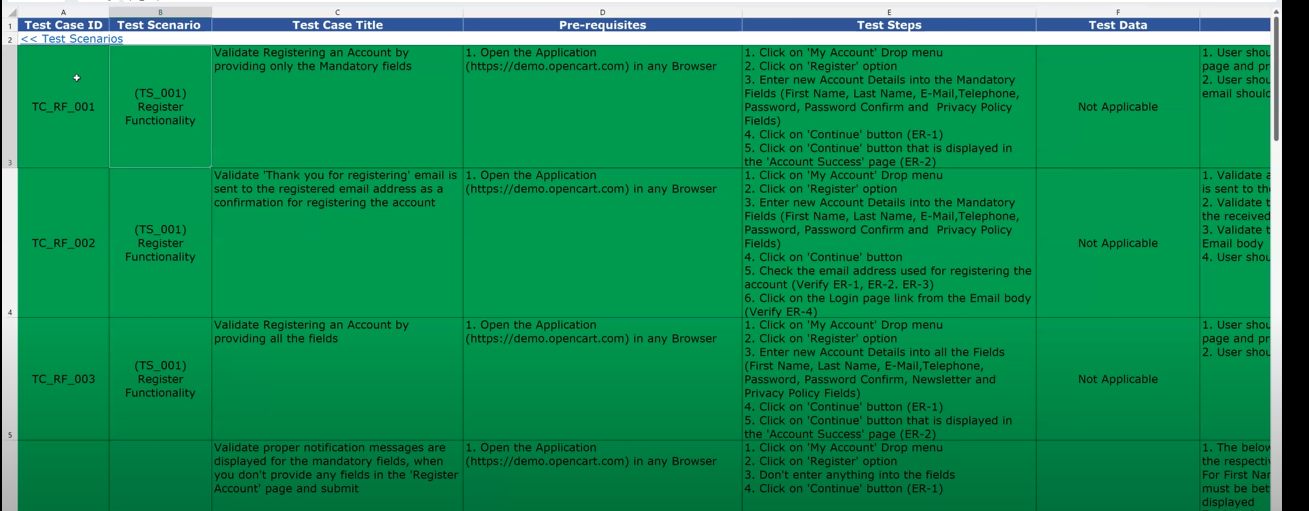 A B C D E F
1 Test Case ID Test Scenario Test Case Title Pre-requisites Test Steps Test Data
2 << Test Scenarios
3
TC_RF_001
(TS_001)
Register
Functionality
Validate Registering an Account by
providing only the Mandatory fields
1. Open the Application
(https://demo.opencart.com) in any Browser
1. Click on 'My Account' Drop menu
2. Click on 'Register' option
3. Enter new Account Details into the Mandatory
Fields (First Name, Last Name, E-Mail,Telephone,
Password, Password Confirm and  Privacy Policy
Fields)
4. Click on 'Continue' button (ER-1)
5. Click on 'Continue' button that is displayed in
the 'Account Success' page (ER-2)
Not Applicable
1. User shou
page and pr
2. User shou
email should
4
TC_RF_002
(TS_001)
Register
Functionality
Validate 'Thank you for registering' email is
sent to the registered email address as a
confirmation for registering the account
1. Open the Application
(https://demo.opencart.com) in any Browser
1. Click on 'My Account' Drop menu
2. Click on 'Register' option
3. Enter new Account Details into the Mandatory
Fields (First Name, Last Name, E-Mail,Telephone,
Password, Password Confirm and  Privacy Policy
Fields)
4. Click on 'Continue' button
5. Check the email address used for registering the
account (Verify ER-1, ER-2. ER-3)
6. Click on the Login page link from the Email body
(Verify ER-4)
Not Applicable
1. Validate a
is sent to the
2. Validate t
the received
3. Validate t
Email body
4. User shou
5
TC_RF_003
(TS_001)
Register
Functionality
Validate Registering an Account by
providing all the fields
1. Open the Application
(https://demo.opencart.com) in any Browser
1. Click on 'My Account' Drop menu
2. Click on 'Register' option
3. Enter new Account Details into all the Fields
(First Name, Last Name, E-Mail,Telephone,
Password, Password Confirm, Newsletter and
Privacy Policy Fields)
4. Click on 'Continue' button (ER-1)
5. Click on 'Continue' button that is displayed in
the 'Account Success' page (ER-2)
Not Applicable
1. User shou
page and pr
2. User shou
Validate proper notification messages are
displayed for the mandatory fields, when
you don't provide any fields in the 'Register
Account' page and submit
1. Open the Application
(https://demo.opencart.com) in any Browser
1. Click on 'My Account' Drop menu
2. Click on 'Register' option
3. Don't enter anything into the fields
4. Click on 'Continue' button (ER-1)
1. The below
the respectiv
For First Nar
must be bet
displayed